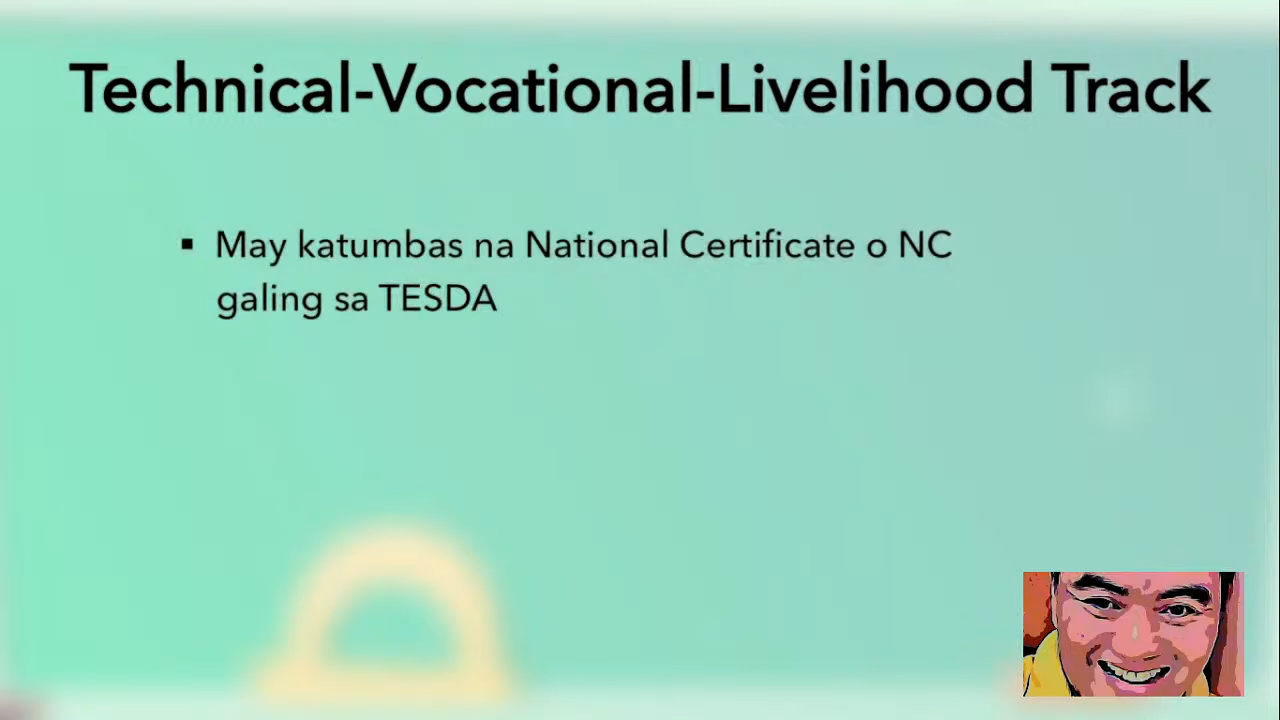 Technical-Vocational-Livelihood Track
▪ May katumbas na National Certificate o NC
galing sa TESDA